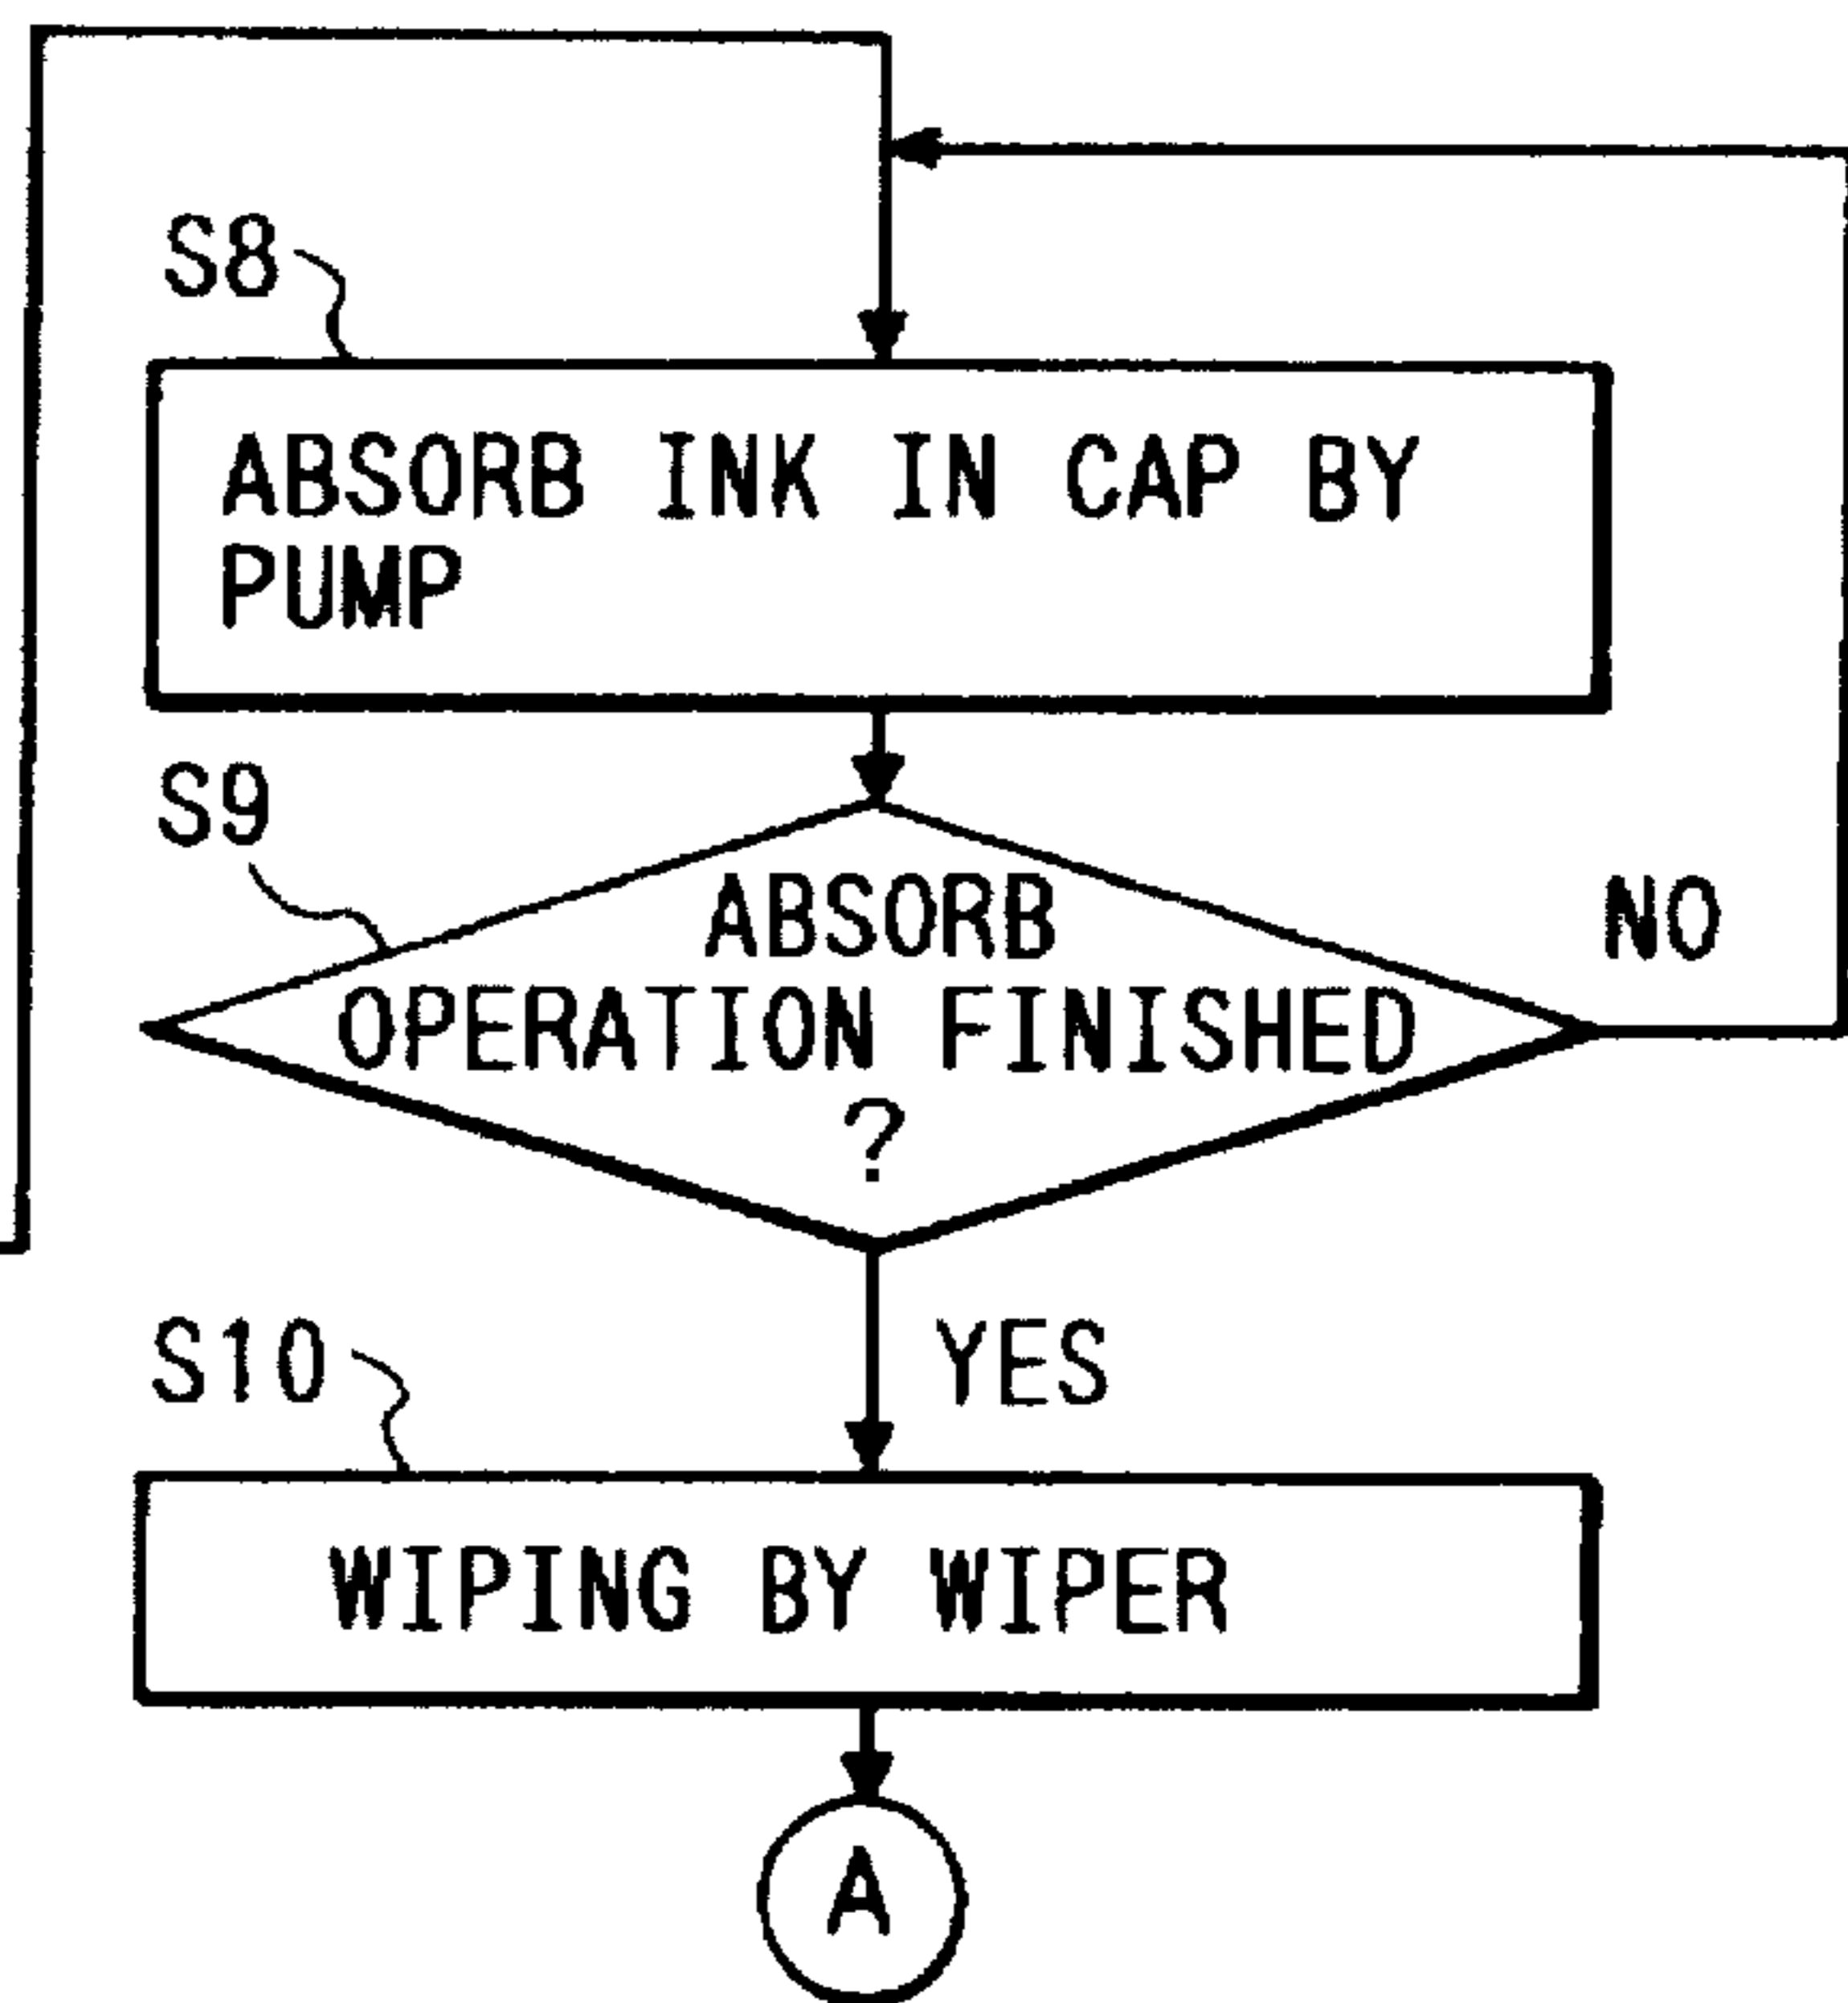 S8
ABSORB INK IN CAP BY
PUMP
S9
ABSORB
OPERATION FINISHED
?
NO
S10
YES
WIPING BY WIPER
A